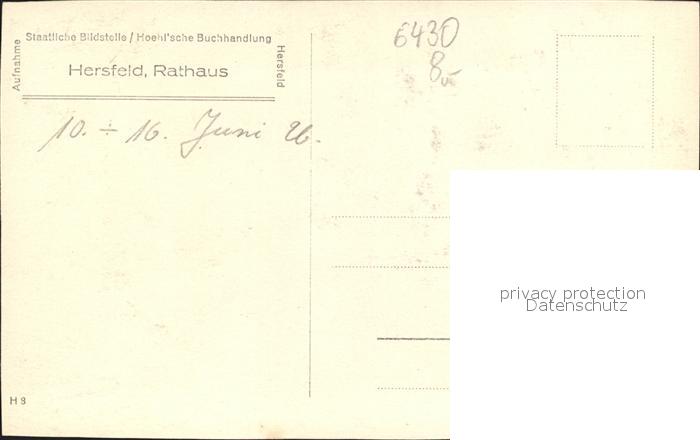 Aufnahme
Staatliche Bildstelle / Hoehl'sche Buchhandlung
Hersfeld
Hersfeld, Rathaus
10. ÷ 16. Juni 26.
6430
8,-
privacy protection
Datenschutz
H 8